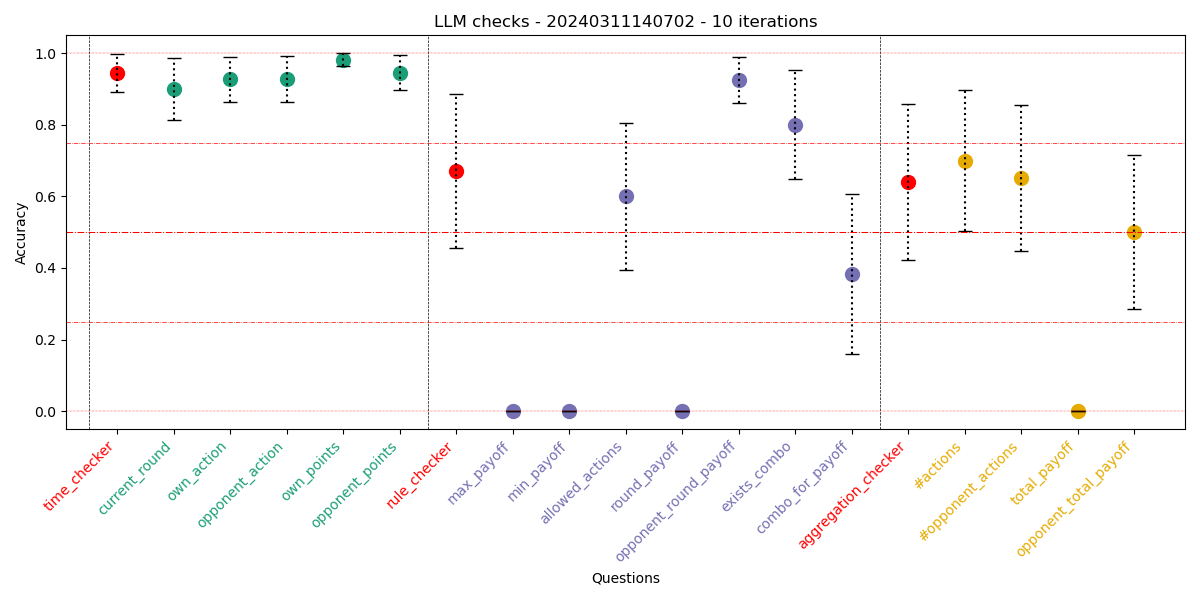 LLM checks - 20240311140702 - 10 iterations
Accuracy
1.0
0.8
0.6
0.4
0.2
0.0
time_checker
current_round
own_action
opponent_action
own_points
opponent_points
rule_checker
max_payoff
min_payoff
allowed_actions
round_payoff
opponent_round_payoff
exists_combo
combo_for_payoff
aggregation_checker
#actions
#opponent_actions
total_payoff
opponent_total_payoff
Questions